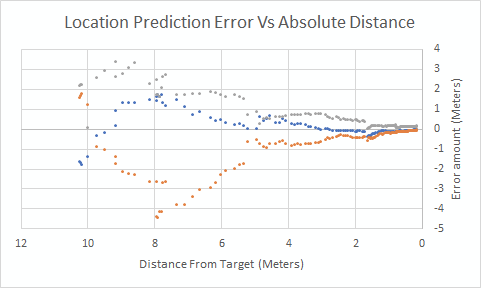 Location Prediction Error Vs Absolute Distance
4
3
2
1
0
-1
-2
-3
-4
-5
Error amount (Meters)
12 10 8 6 4 2 0
Distance From Target (Meters)